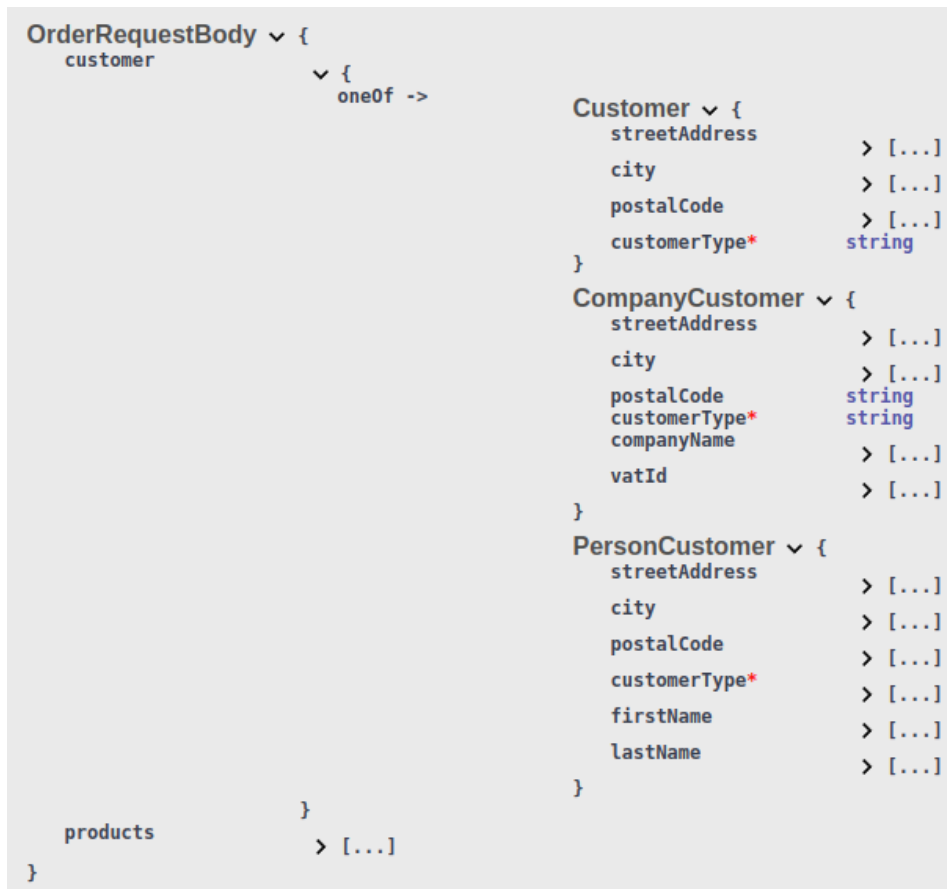 OrderRequestBody {
customer
{
oneOf ->
Customer {
streetAddress
[...]
city
[...]
postalCode
[...]
customerType* string
}
CompanyCustomer {
streetAddress
[...]
city
[...]
postalCode string
customerType* string
companyName
[...]
vatId
[...]
}
PersonCustomer {
streetAddress
[...]
city
[...]
postalCode
[...]
customerType*
[...]
firstName
[...]
lastName
[...]
}
}
products
[...]
}